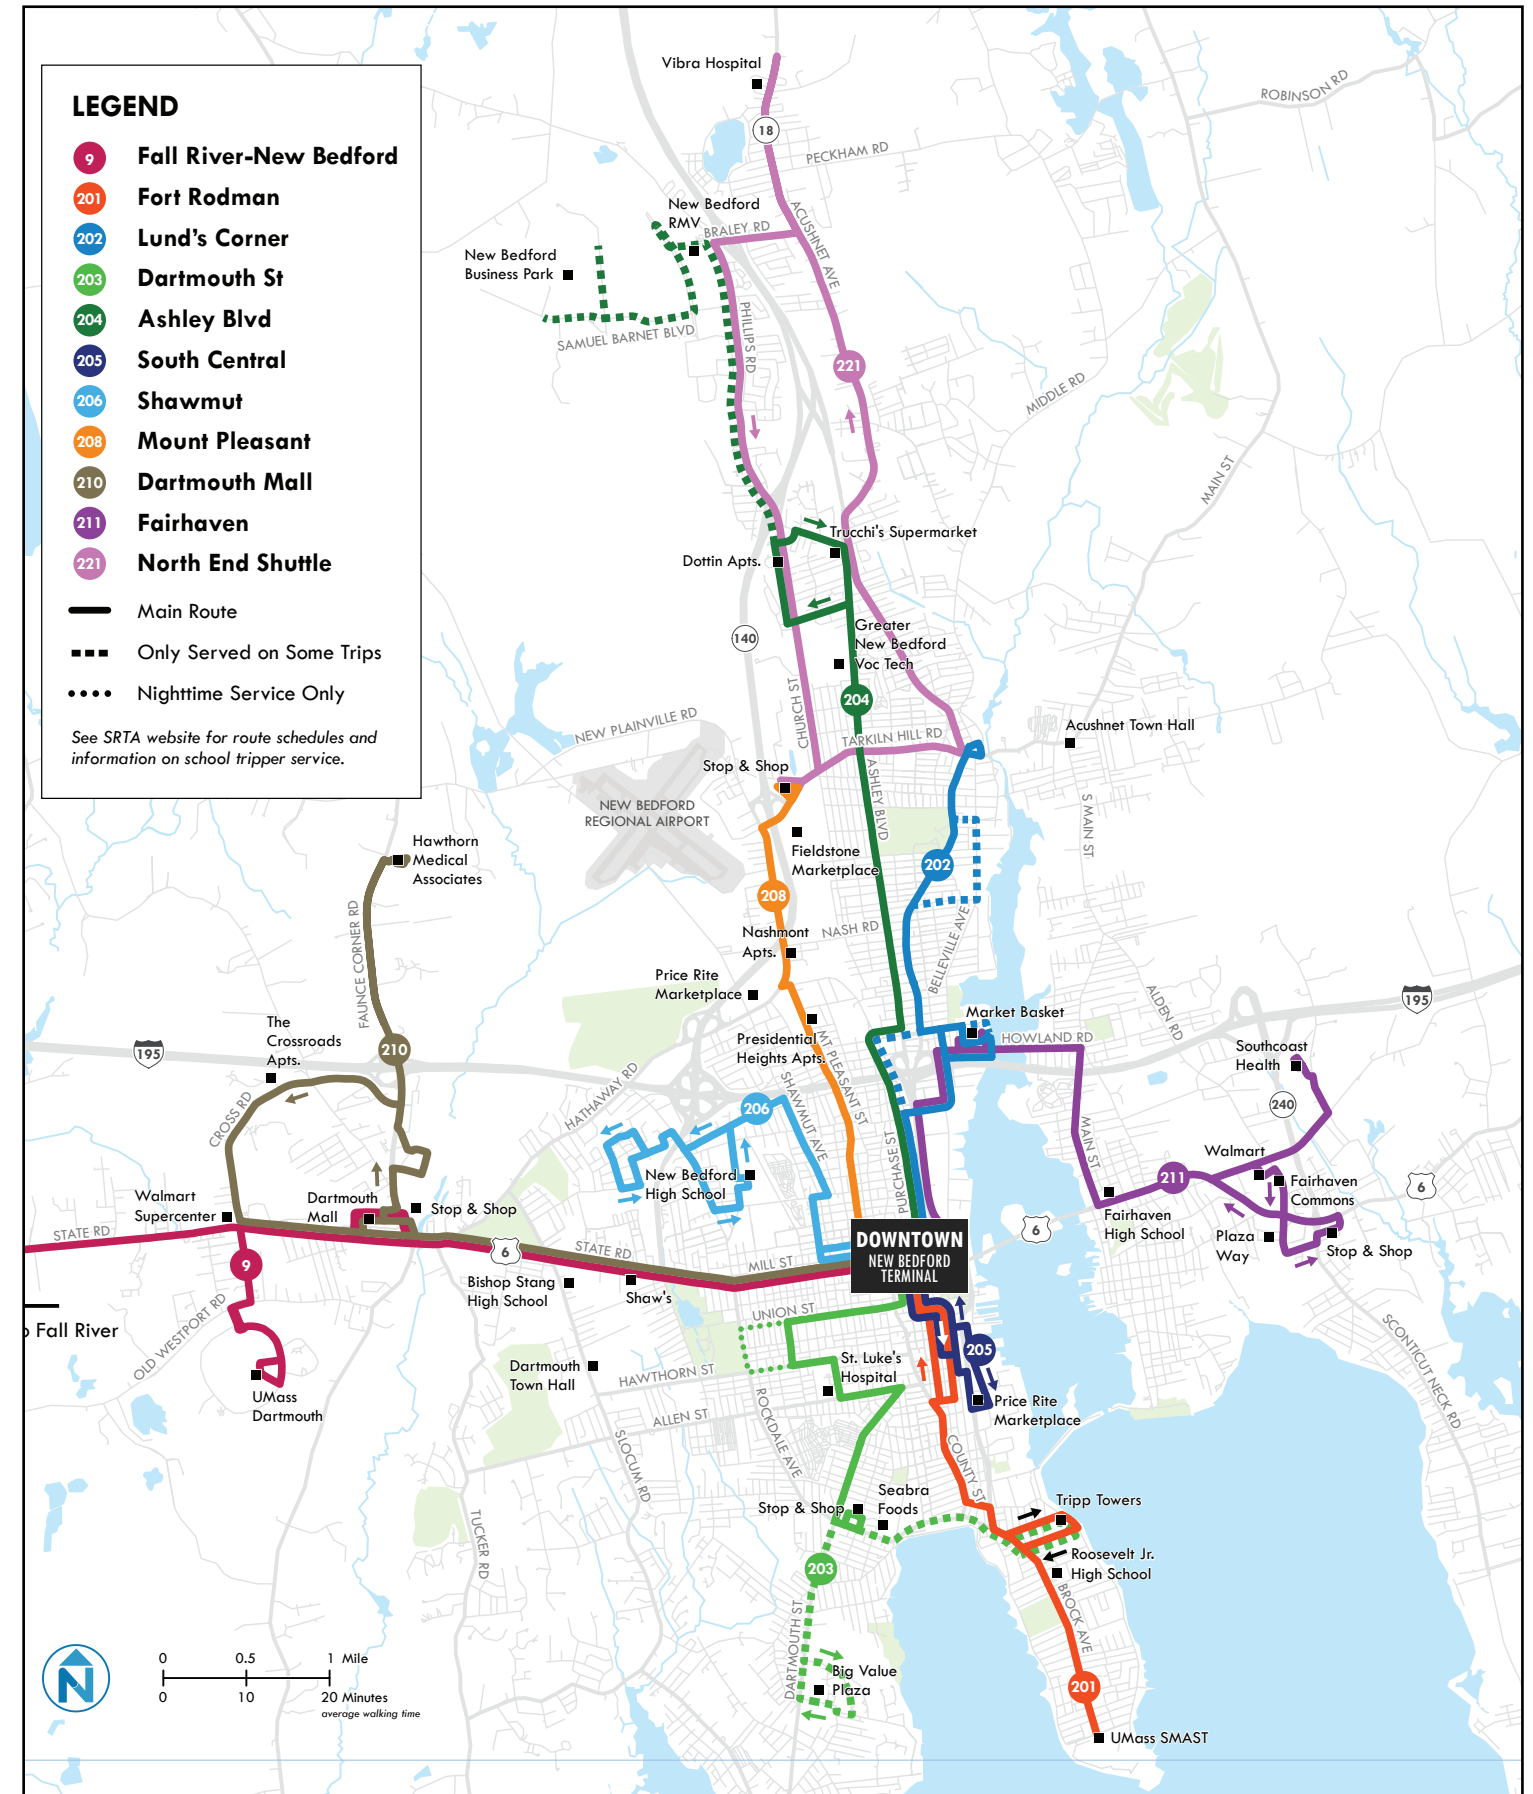 LEGEND
9 Fall River-New Bedford
201 Fort Rodman
202 Lund's Corner
203 Dartmouth St
204 Ashley Blvd
205 South Central
206 Shawmut
208 Mount Pleasant
210 Dartmouth Mall
211 Fairhaven
221 North End Shuttle
Main Route
Only Served on Some Trips
Nighttime Service Only
See SRTA website for route schedules and
information on school tripper service.
Vibra Hospital
18
PECKHAM RD
ROBINSON RD
New Bedford
RMV
BRALEY RD
ACUSHNET AVE
New Bedford
Business Park
SAMUEL BARNET BLVD
PHILLIPS RD
221
MIDDLE RD
MAIN ST
Trucchi's Supermarket
Dottin Apts.
140
Greater
New Bedford
Voc Tech
204
CHURCH ST
NEW PLAINVILLE RD
TARKILN HILL RD
Acushnet Town Hall
Stop & Shop
ASHLEY BLVD
NEW BEDFORD
REGIONAL AIRPORT
S MAIN ST
Fieldstone
Marketplace
202
208
Hawthorn
Medical
Associates
FAUNCE CORNER RD
Nashmont
Apts.
NASH RD
BELLEVILLE AVE
Price Rite
Marketplace
Market Basket
HOWLAND RD
ALDEN RD
195
The
Crossroads
Apts.
195
210
Presidential
Heights Apts.
MT PLEASANT ST
Southcoast
Health
240
CROSS RD
HATHAWAY RD
SHAWMUT AVE
206
PURCHASE ST
MAIN ST
Walmart
211
Fairhaven
Commons
6
New Bedford
High School
Walmart
Supercenter
Dartmouth
Mall
Stop & Shop
Fairhaven
High School
Plaza
Way
Stop & Shop
STATE RD
6
STATE RD
MILL ST
DOWNTOWN
NEW BEDFORD
TERMINAL
6
9
Bishop Stang
High School
Shaw's
UNION ST
o Fall River
OLD WESTPORT RD
UMass
Dartmouth
Dartmouth
Town Hall
HAWTHORN ST
St. Luke's
Hospital
205
Price Rite
Marketplace
SCONTICUT NECK RD
ALLEN ST
ROCKDALE AVE
SLOCUM RD
COUNTY ST
Stop & Shop
Seabra
Foods
Tripp Towers
Roosevelt Jr.
High School
TUCKER RD
203
BROCK AVE
DARTMOUTH ST
Big Value
Plaza
201
UMass SMAST
N
0 0.5 1 Mile
0 10 20 Minutes
average walking time